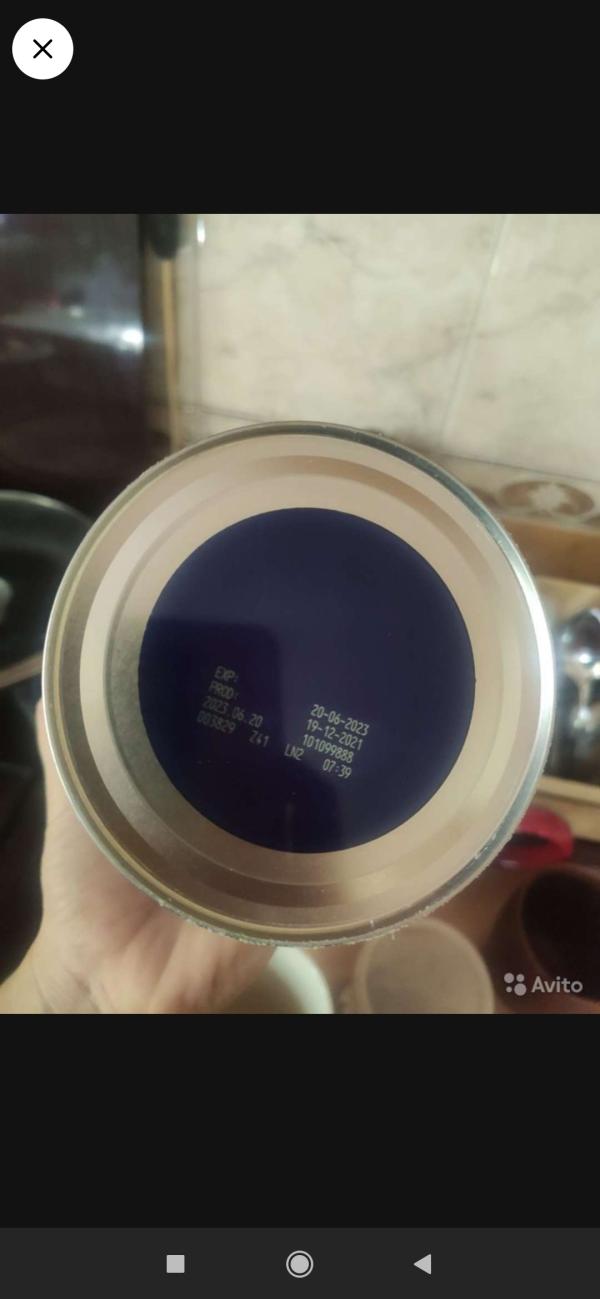 EXP: 20-06-2023
PROD: 19-12-2021
2023.06.20 101099888
003829 Z41 LN2 07:39
Avito